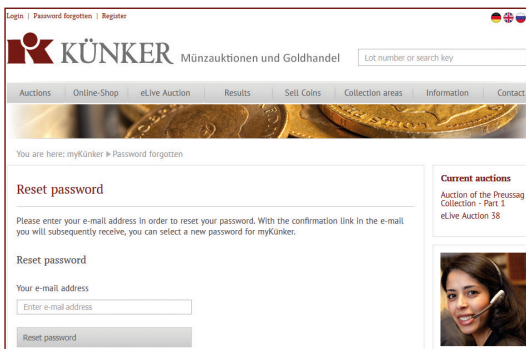 Login | Password forgotten | Register
KÜNKER Münzauktionen und Goldhandel
Lot number or search key
Auctions Online-Shop eLive Auction Results Sell Coins Collection areas Information Contact
You are here: myKünker ▶ Password forgotten
Reset password
Please enter your e-mail address in order to reset your password. With the confirmation link in the e-mail
you will subsequently receive, you can select a new password for myKünker.
Reset password
Your e-mail address
Enter e-mail address
Reset password
Current auctions
Auction of the Preussag
Collection - Part 1
eLive Auction 38